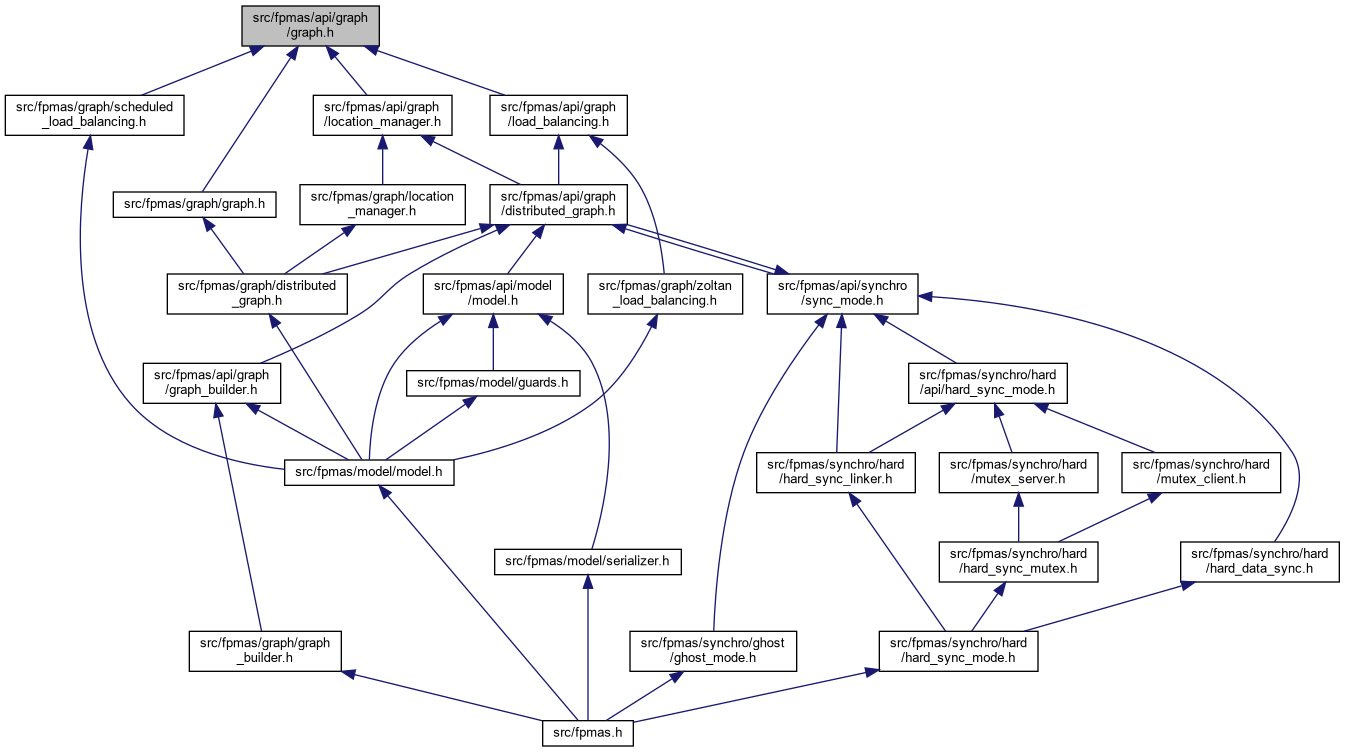 src/fpmas/api/graph
/graph.h
src/fpmas/graph/scheduled
_load_balancing.h
src/fpmas/api/graph
/location_manager.h
src/fpmas/api/graph
/load_balancing.h
src/fpmas/graph/graph.h
src/fpmas/graph/location
_manager.h
src/fpmas/api/graph
/distributed_graph.h
src/fpmas/graph/distributed
_graph.h
src/fpmas/api/model
/model.h
src/fpmas/graph/zoltan
_load_balancing.h
src/fpmas/api/synchro
/sync_mode.h
src/fpmas/api/graph
/graph_builder.h
src/fpmas/model/guards.h
src/fpmas/synchro/hard
/api/hard_sync_mode.h
src/fpmas/model/model.h
src/fpmas/synchro/hard
/hard_sync_linker.h
src/fpmas/synchro/hard
/mutex_server.h
src/fpmas/synchro/hard
/mutex_client.h
src/fpmas/model/serializer.h
src/fpmas/synchro/hard
/hard_sync_mutex.h
src/fpmas/synchro/hard
/hard_data_sync.h
src/fpmas/graph/graph
_builder.h
src/fpmas/synchro/ghost
/ghost_mode.h
src/fpmas/synchro/hard
/hard_sync_mode.h
src/fpmas.h